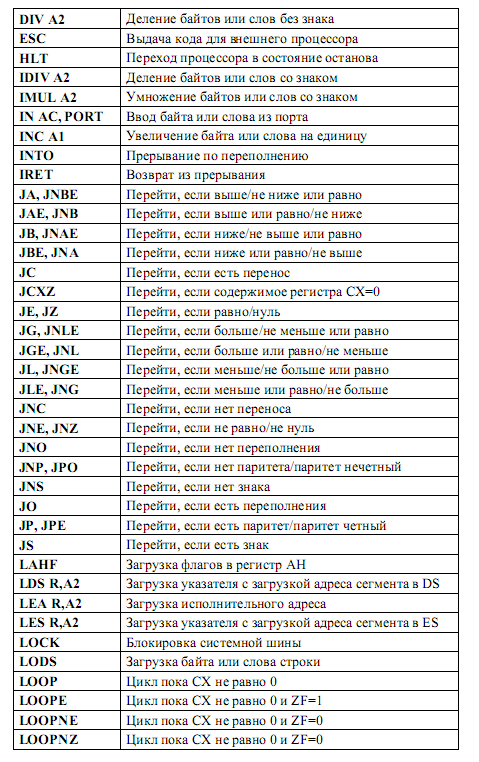 DIV A2 Деление байтов или слов без знака
ESC Выдача кода для внешнего процессора
HLT Переход процессора в состояние останова
IDIV A2 Деление байтов или слов со знаком
IMUL A2 Умножение байтов или слов со знаком
IN AC, PORT Ввод байта или слова из порта
INC A1 Увеличение байта или слова на единицу
INTO Прерывание по переполнению
IRET Возврат из прерывания
JA, JNBE Перейти, если выше/не ниже или равно
JAE, JNB Перейти, если выше или равно/не ниже
JB, JNAE Перейти, если ниже/не выше или равно
JBE, JNA Перейти, если ниже или равно/не выше
JC Перейти, если есть перенос
JCXZ Перейти, если содержимое регистра CX=0
JE, JZ Перейти, если равно/нуль
JG, JNLE Перейти, если больше/не меньше или равно
JGE, JNL Перейти, если больше или равно/не меньше
JL, JNGE Перейти, если меньше/не больше или равно
JLE, JNG Перейти, если меньше или равно/не больше
JNC Перейти, если нет переноса
JNE, JNZ Перейти, если не равно/не нуль
JNO Перейти, если нет переполнения
JNP, JPO Перейти, если нет паритета/паритет нечетный
JNS Перейти, если нет знака
JO Перейти, если есть переполнения
JP, JPE Перейти, если есть паритет/паритет четный
JS Перейти, если есть знак
LAHF Загрузка флагов в регистр AH
LDS R,A2 Загрузка указателя с загрузкой адреса сегмента в DS
LEA R,A2 Загрузка исполнительного адреса
LES R,A2 Загрузка указателя с загрузкой адреса сегмента в ES
LOCK Блокировка системной шины
LODS Загрузка байта или слова строки
LOOP Цикл пока CX не равно 0
LOOPE Цикл пока CX не равно 0 и ZF=1
LOOPNE Цикл пока CX не равно 0 и ZF=0
LOOPNZ Цикл пока CX не равно 0 и ZF=0